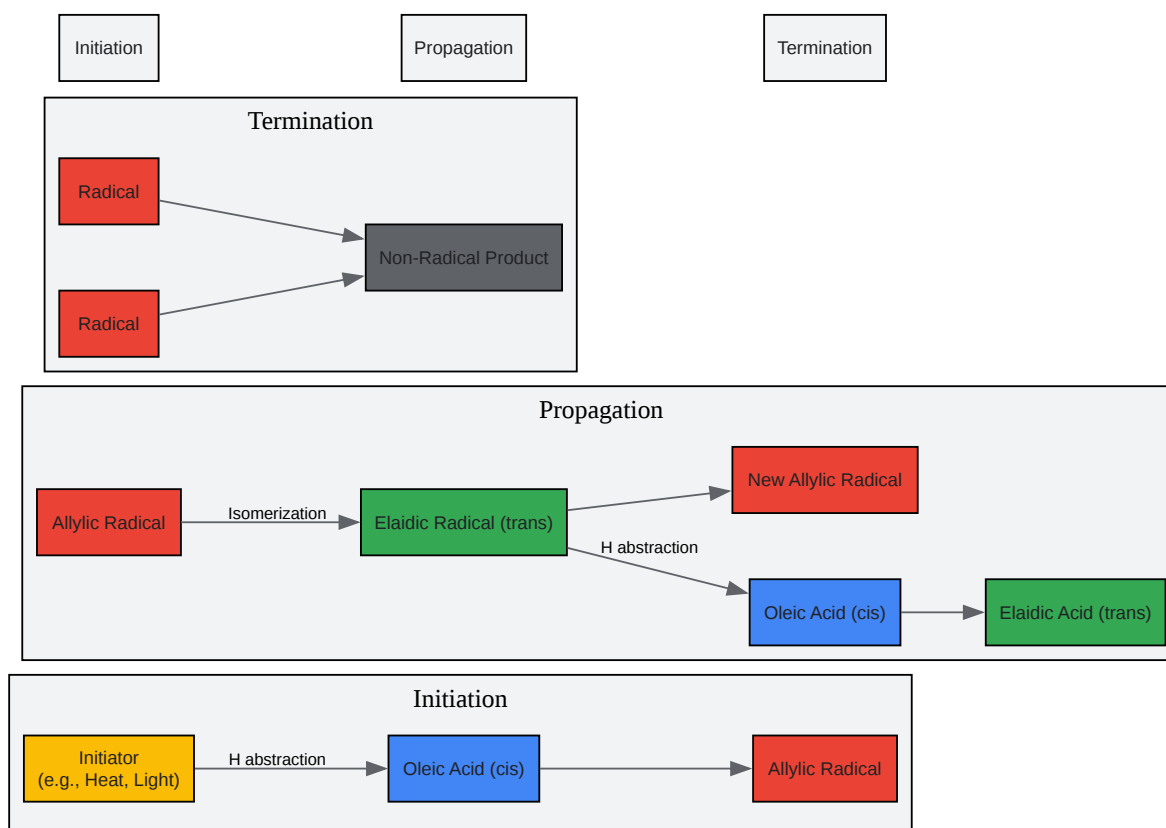 Initiation
Propagation
Termination
Termination
Radical
Non-Radical Product
Radical
Propagation
New Allylic Radical
Allylic Radical
Isomerization
Elaidic Radical (trans)
H abstraction
Oleic Acid (cis)
Elaidic Acid (trans)
Initiation
Initiator
(e.g., Heat, Light)
H abstraction
Oleic Acid (cis)
Allylic Radical